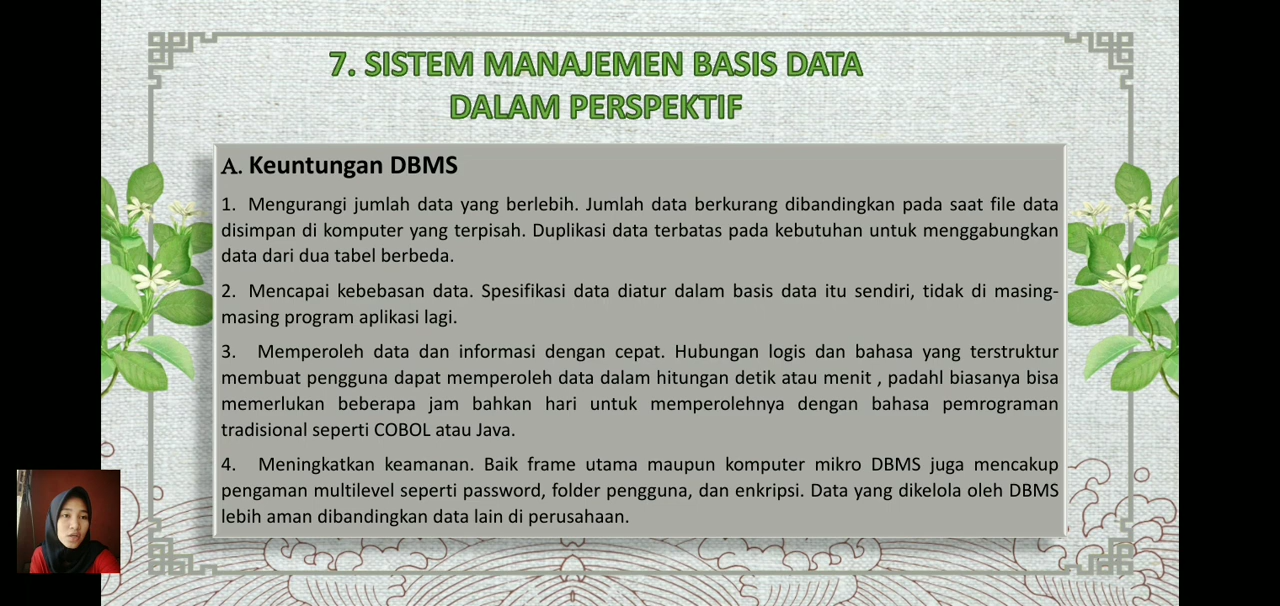 7. SISTEM MANAJEMEN BASIS DATA
DALAM PERSPEKTIF
A. Keuntungan DBMS
1. Mengurangi jumlah data yang berlebih. Jumlah data berkurang dibandingkan pada saat file data
disimpan di komputer yang terpisah. Duplikasi data terbatas pada kebutuhan untuk menggabungkan
data dari dua tabel berbeda.
2. Mencapai kebebasan data. Spesifikasi data diatur dalam basis data itu sendiri, tidak di masing-
masing program aplikasi lagi.
3. Memperoleh data dan informasi dengan cepat. Hubungan logis dan bahasa yang terstruktur
membuat pengguna dapat memperoleh data dalam hitungan detik atau menit , padahl biasanya bisa
memerlukan beberapa jam bahkan hari untuk memperolehnya dengan bahasa pemrograman
tradisional seperti COBOL atau Java.
4. Meningkatkan keamanan. Baik frame utama maupun komputer mikro DBMS juga mencakup
pengaman multilevel seperti password, folder pengguna, dan enkripsi. Data yang dikelola oleh DBMS
lebih aman dibandingkan data lain di perusahaan.